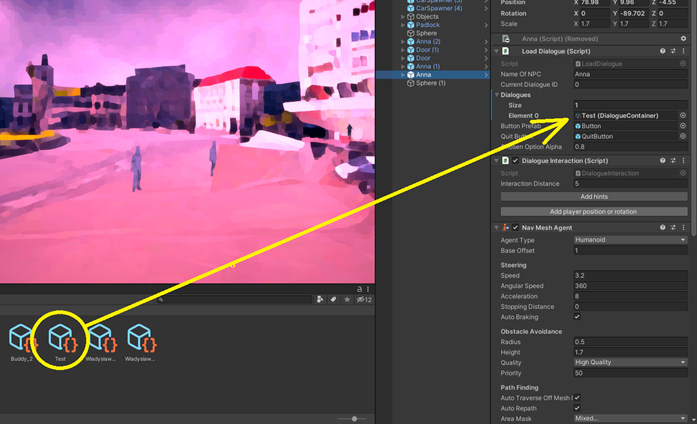 CarSpawner (4)
Objects
Padlock
Sphere
Anna (2)
Door (1)
Door
Anna (1)
Anna
Sphere (1)
Position X 78.98 Y 9.96 Z -4.55
Rotation X 0 Y -89.702 Z 0
Scale X 1.7 Y 1.7 Z 1.7
Anna (Script) (Removed)
Load Dialogue (Script)
Script LoadDialogue
Name Of NPC Anna
Current Dialogue ID 0
Dialogues
Size 1
Element 0 Test (DialogueContainer)
Button Prefab Button
Quit QuitButton
Option Alpha 0.8
Dialogue Interaction (Script)
Script DialogueInteraction
Interaction Distance 5
Add hints
Add player position or rotation
Nav Mesh Agent
Agent Type Humanoid
Base Offset 1
Steering
Speed 3.2
Angular Speed 360
Acceleration 8
Stopping Distance 0
Auto Braking
Obstacle Avoidance
Radius 0.5
Height 1.7
Quality High Quality
Priority 50
Path Finding
Auto Traverse Off Mesh
Auto Repath
Area Mask Mixed...
12
Buddy_2 Test Wladyslaw... Wladyslaw...